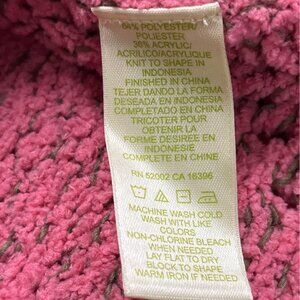 64% POLYESTER/
POLIESTER
36% ACRYLIC/
ACRILICO/ACRYLIQUE
KNIT TO SHAPE IN
INDONESIA
FINISHED IN CHINA
TEJER DANDO LA FORMA
DESEADA EN INDONESIA
COMPLETADO EN CHINA
TRICOTER POUR
OBTENIR LA
FORME DESIREE EN
INDONESIE
COMPLETE EN CHINE
RN 52002 CA 16396
MACHINE WASH COLD
WASH WITH LIKE
COLORS
NON-CHLORINE BLEACH
WHEN NEEDED
LAY FLAT TO DRY
BLOCK TO SHAPE
WARM IRON IF NEEDED